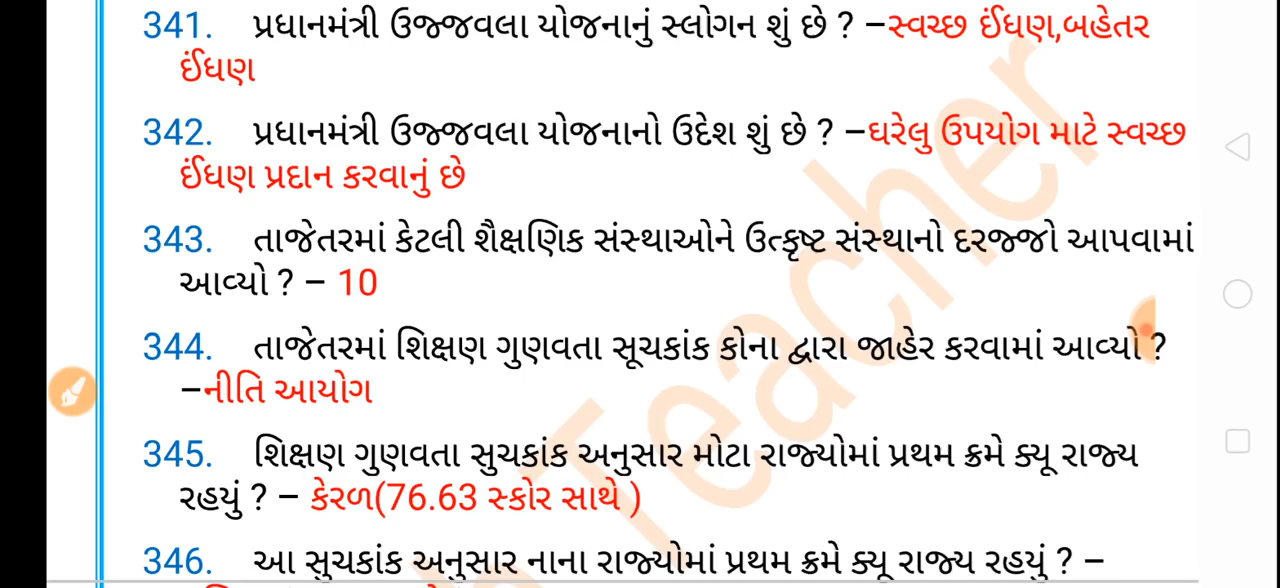 341. પ્રધાનમંત્રી ઉજ્જવલા યોજનાનું સ્લોગન શું છે ? –સ્વચ્છ ઈંધણ,બહેતર
ઈંધણ
342. પ્રધાનમંત્રી ઉજ્જવલા યોજનાનો ઉદેશ શું છે ? –ઘરેલુ ઉપયોગ માટે સ્વચ્છ
ઈંધણ પ્રદાન કરવાનું છે
343. તાજેતરમાં કેટલી શૈક્ષણિક સંસ્થાઓને ઉત્કૃષ્ટ સંસ્થાનો દરજ્જો આપવામાં
આવ્યો ? – 10
344. તાજેતરમાં શિક્ષણ ગુણવતા સૂચકાંક કોના દ્વારા જાહેર કરવામાં આવ્યો ?
–નીતિ આયોગ
345. શિક્ષણ ગુણવતા સુચકાંક અનુસાર મોટા રાજ્યોમાં પ્રથમ ક્રમે ક્યૂ રાજ્ય
રહયું ? – કેરળ(76.63 સ્કોર સાથે )
346. આ સુચકાંક અનુસાર નાના રાજ્યોમાં પ્રથમ ક્રમે ક્યૂ રાજ્ય રહયું ? –
Teacher